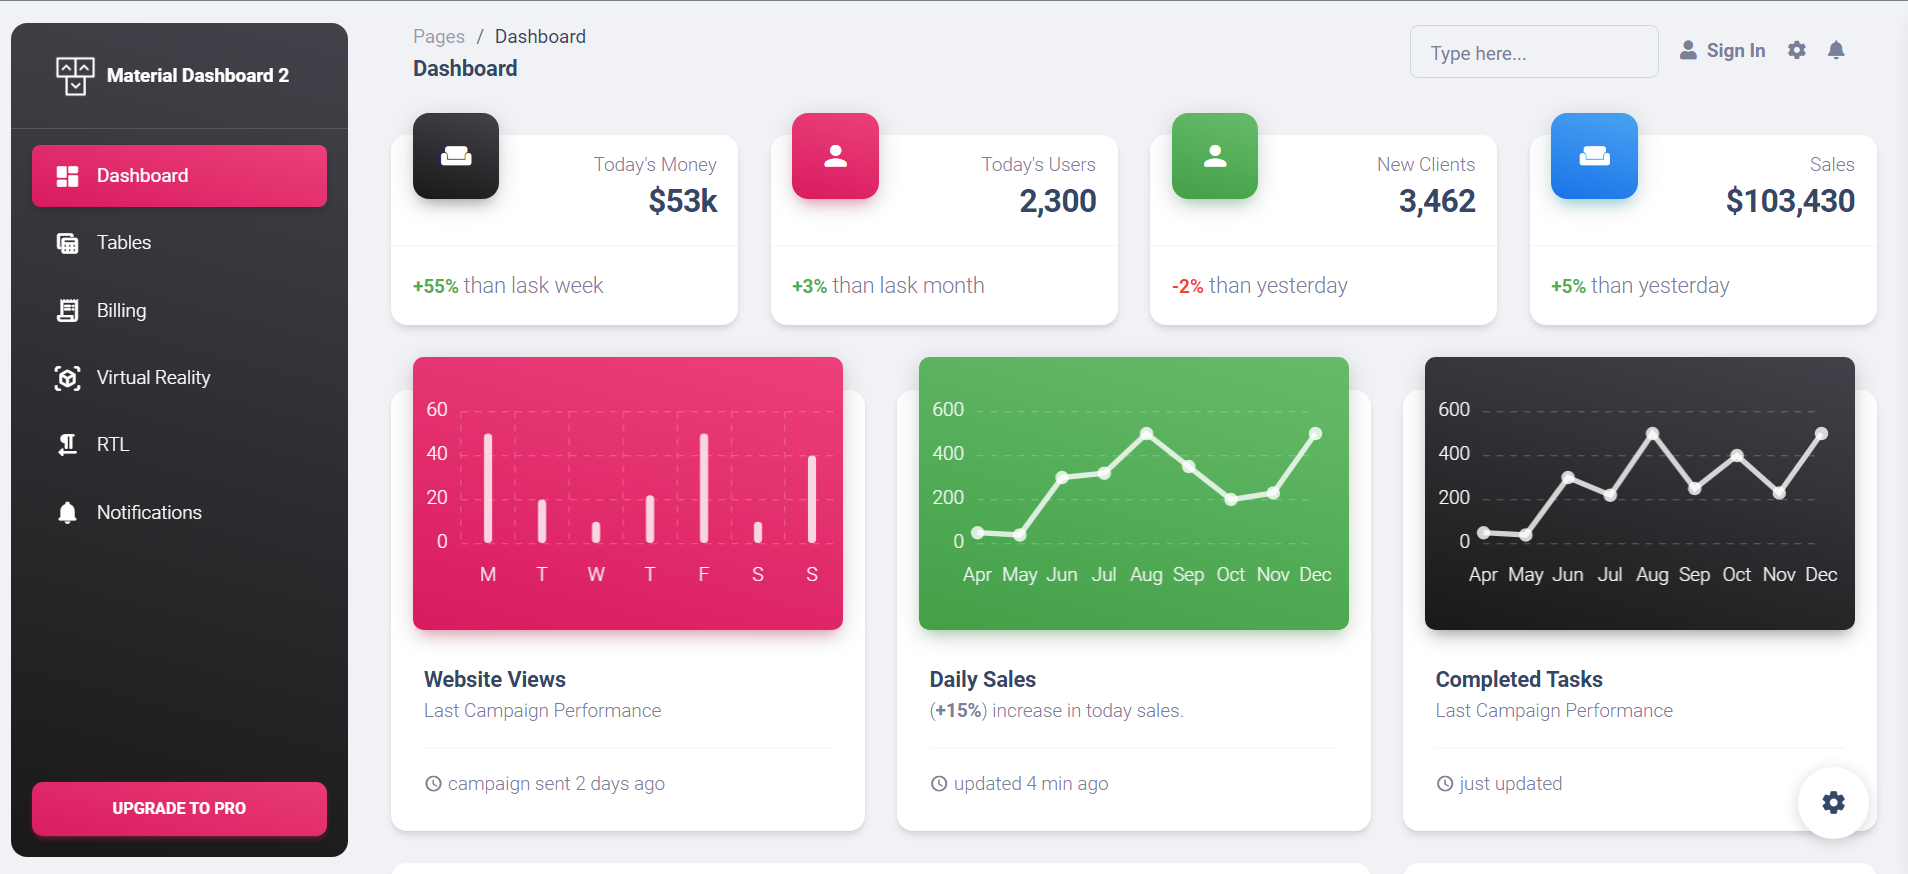 Material Dashboard 2
Dashboard
Tables
Billing
Virtual Reality
RTL
Notifications
UPGRADE TO PRO
Pages / Dashboard
Dashboard
Type here...
Sign In
Today's Money
$53k
+55% than lask week
Today's Users
2,300
+3% than lask month
New Clients
3,462
-2% than yesterday
Sales
$103,430
+5% than yesterday
60
40
20
0
M T W T F S S
Website Views
Last Campaign Performance
campaign sent 2 days ago
600
400
200
0
Apr May Jun Jul Aug Sep Oct Nov Dec
Daily Sales
(+15%) increase in today sales.
updated 4 min ago
600
400
200
0
Apr May Jun Jul Aug Sep Oct Nov Dec
Completed Tasks
Last Campaign Performance
just updated